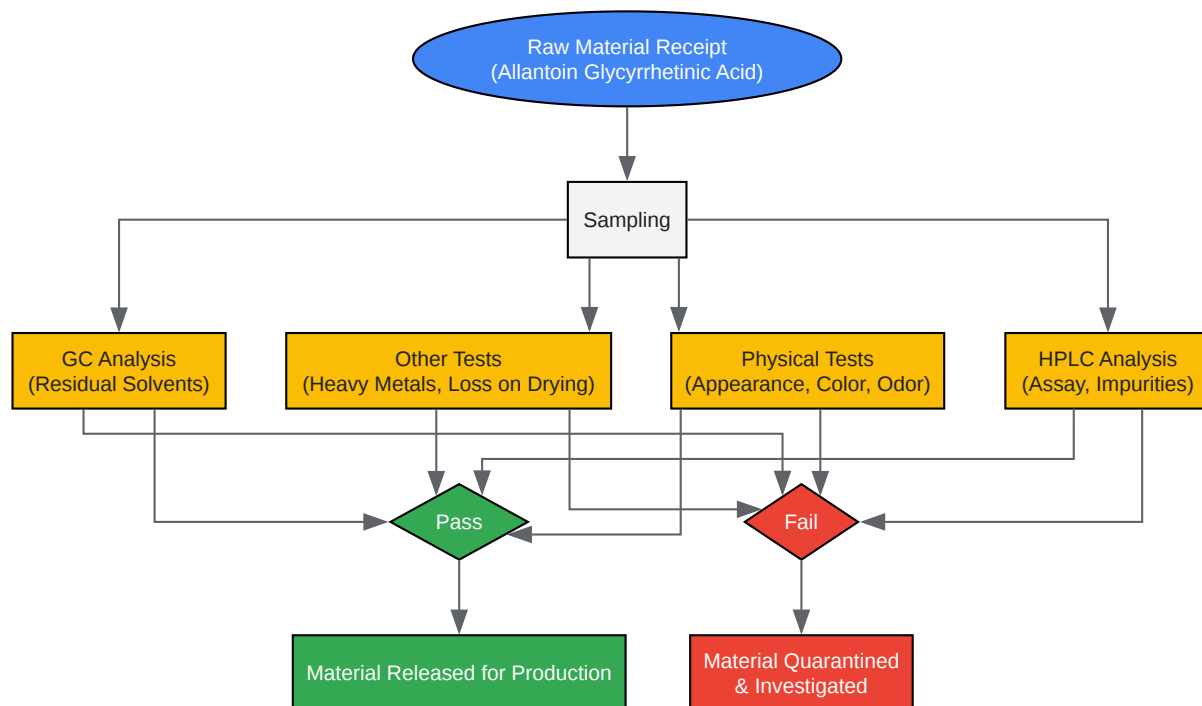 Raw Material Receipt
(Allantoin Glycyrrhetinic Acid)
Sampling
GC Analysis
(Residual Solvents)
Other Tests
(Heavy Metals, Loss on Drying)
Physical Tests
(Appearance, Color, Odor)
HPLC Analysis
(Assay, Impurities)
Pass
Fail
Material Released for Production
Material Quarantined
& Investigated